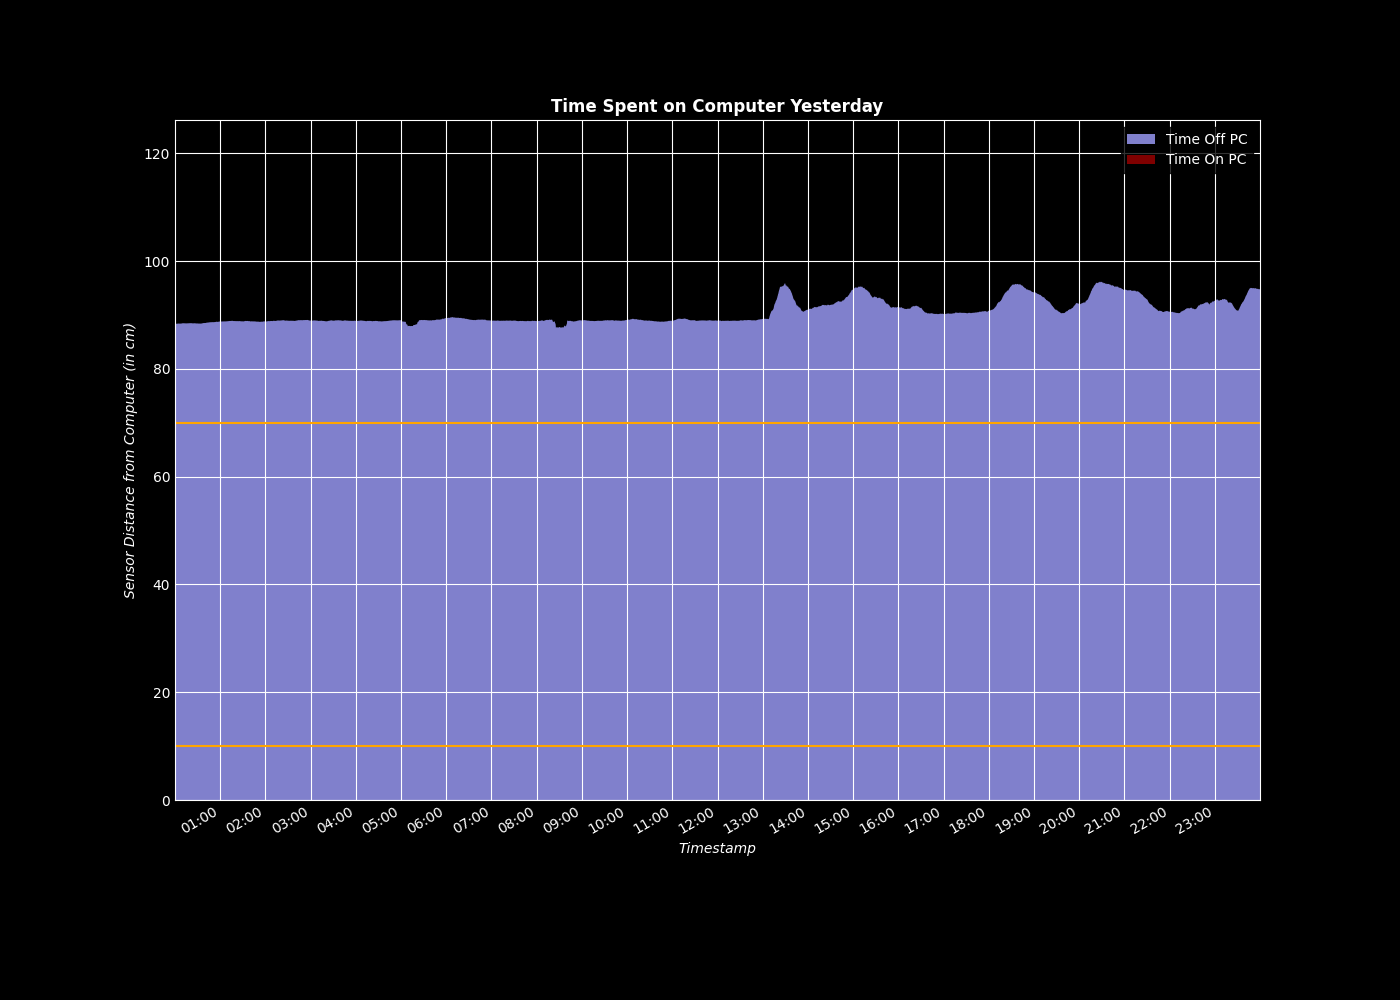 Time Spent on Computer Yesterday
Time Off PC
Time On PC
120
100
80
60
40
20
0
Sensor Distance from Computer (in cm)
01:00 02:00 03:00 04:00 05:00 06:00 07:00 08:00 09:00 10:00 11:00 12:00 13:00 14:00 15:00 16:00 17:00 18:00 19:00 20:00 21:00 22:00 23:00
Timestamp